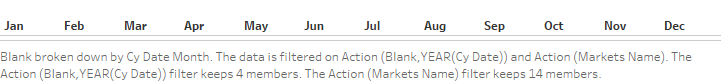 Jan Feb Mar Apr May Jun Jul Aug Sep Oct Nov Dec
Blank broken down by Cy Date Month. The data is filtered on Action (Blank,YEAR(Cy Date)) and Action (Markets Name). The
Action (Blank,YEAR(Cy Date)) filter keeps 4 members. The Action (Markets Name) filter keeps 14 members.